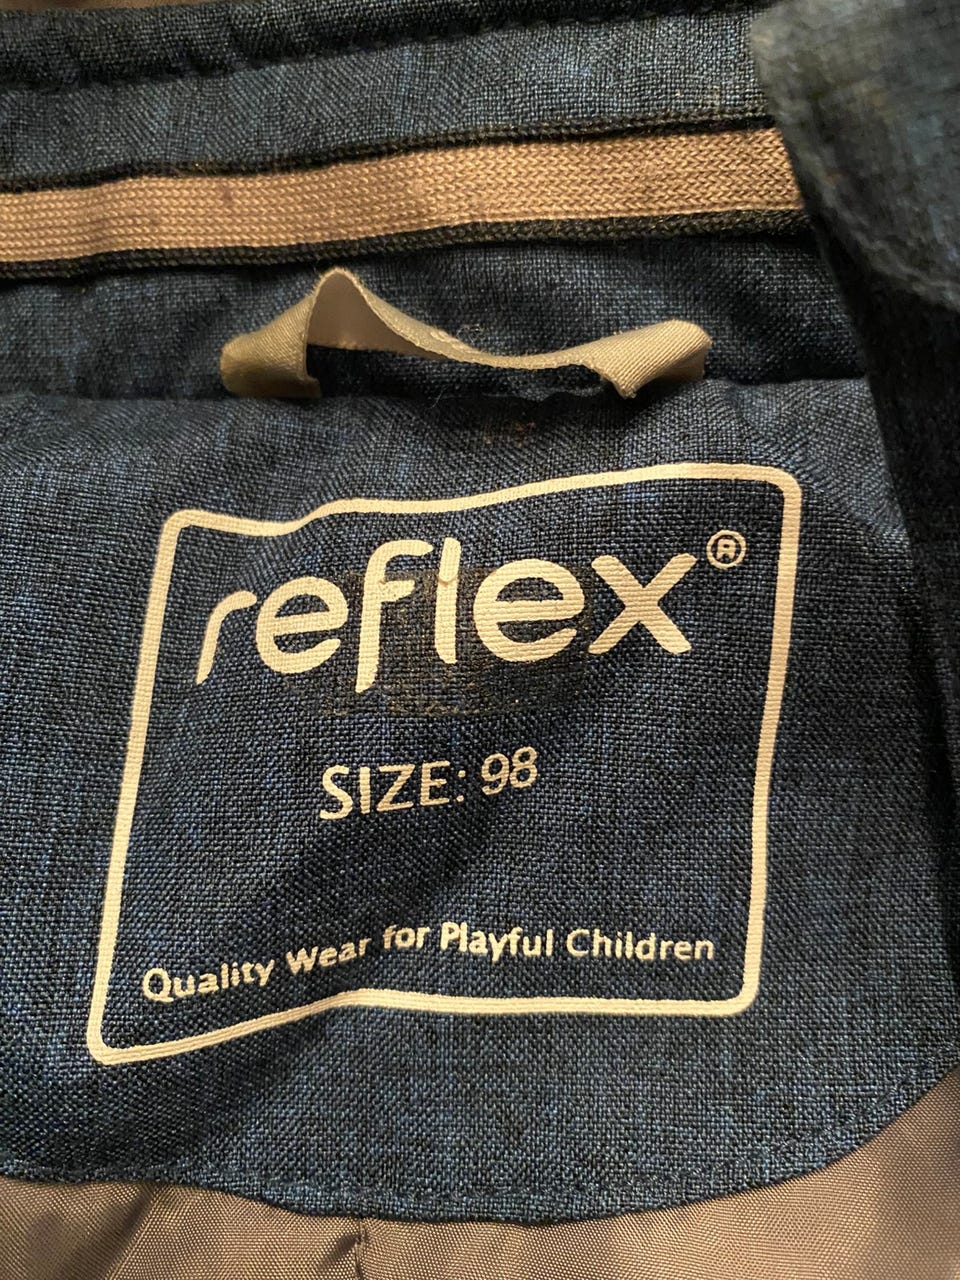 reflex®
SIZE: 98
Quality Wear for Playful Children